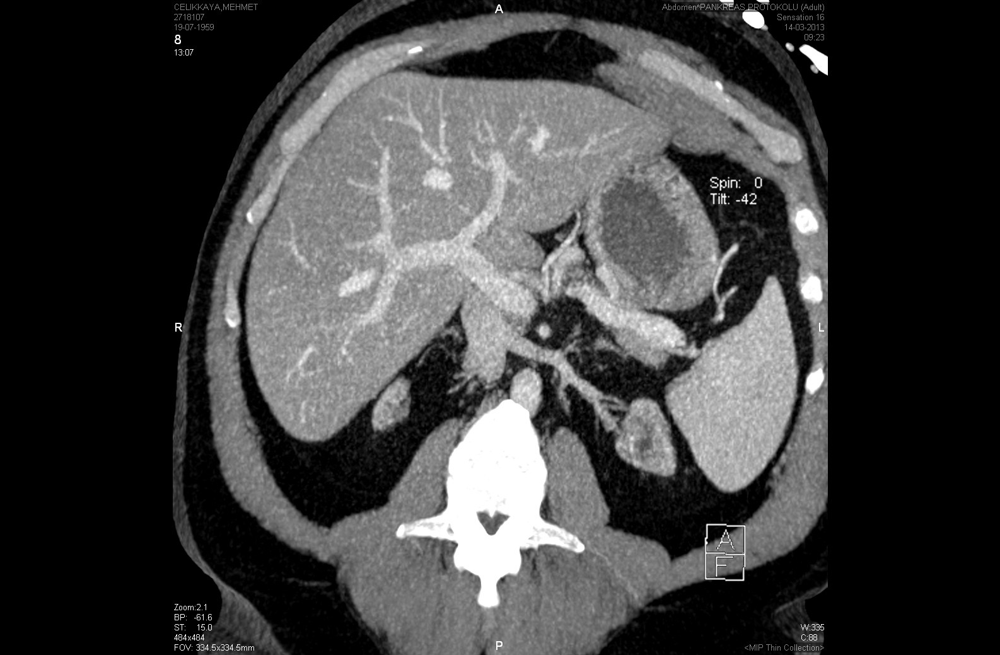 CELIKKAYA,MEHMET
2718107
19-07-1959
8
13:07
A
Abdomen^PANKREAS PROTOKOLU (Adult)
Sensation 16
14-03-2013
09:23
Spin: 0
Tilt: -42
R
L
A
F
Zoom:2.1
BP: -61.6
ST: 15.0
484x484
FOV: 334.5x334.5mm
P
W:335
C:88
<MIP Thin Collection>